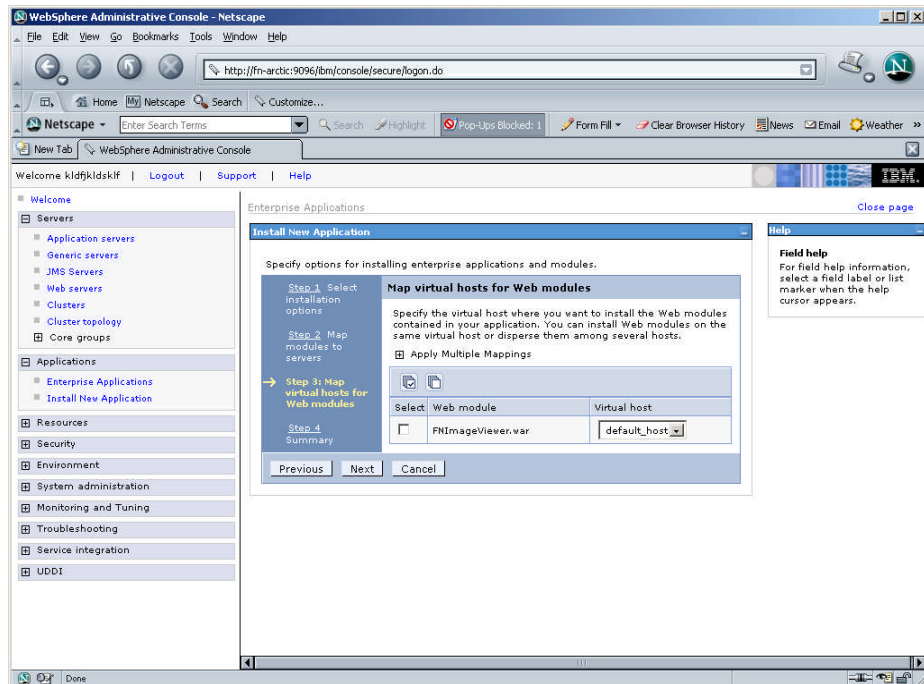 WebSphere Administrative Console - Netscape
File Edit View Go Bookmarks Tools Window Help
http://fn-arctic:9096/ibm/console/secure/logon.do
Home My Netscape Search Customize...
Netscape Enter Search Terms Search Highlight Pop-Ups Blocked: 1 Form Fill Clear Browser History News Email Weather »
New Tab WebSphere Administrative Console
Welcome kldfjkldsklf | Logout | Support | Help IBM.
Welcome
Servers
Application servers
Generic servers
JMS Servers
Web servers
Clusters
Cluster topology
Core groups
Applications
Enterprise Applications
Install New Application
Resources
Security
Environment
System administration
Monitoring and Tuning
Troubleshooting
Service integration
UDDI
Enterprise Applications Close page
Install New Application
Specify options for installing enterprise applications and modules.
Step 1 Select
installation
options
Step 2 Map
modules to
servers
Step 3: Map
virtual hosts for
Web modules
Step 4
Summary
Map virtual hosts for Web modules
Specify the virtual host where you want to install the Web modules
contained in your application. You can install Web modules on the
same virtual host or disperse them among several hosts.
Apply Multiple Mappings
Select Web module Virtual host
FNImageViewer.war default_host
Previous Next Cancel
Help
Field help
For field help information,
select a field label or list
marker when the help
cursor appears.
Done